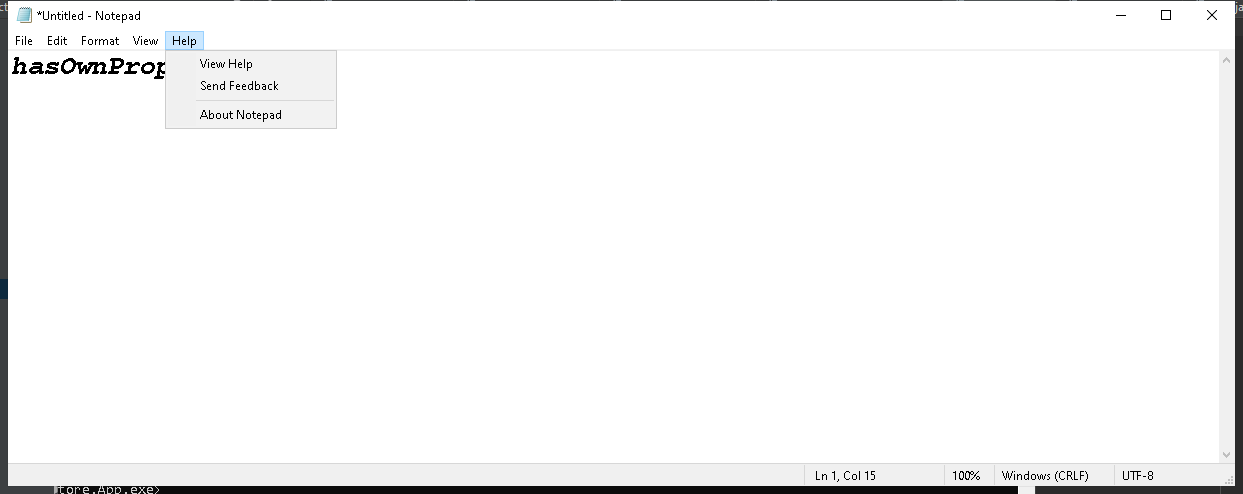 *Untitled - Notepad
File Edit Format View Help
hasOwnProp
View Help
Send Feedback
About Notepad
Ln 1, Col 15 100% Windows (CRLF) UTF-8
tore.App.exe>